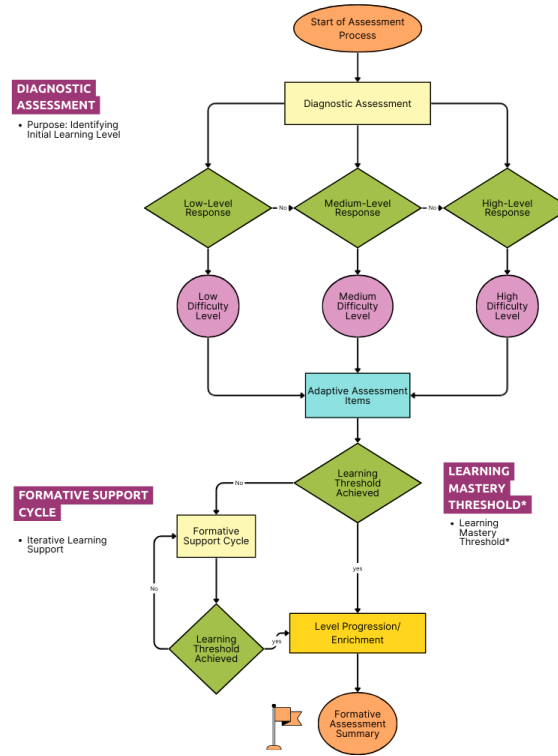 Start of Assessment
Process
DIAGNOSTIC
ASSESSMENT
• Purpose: Identifying
Initial Learning Level
Diagnostic Assessment
Low-Level
Response
No
Medium-Level
Response
No
High-Level
Response
Low
Difficulty
Level
Medium
Difficulty
Level
High
Difficulty
Level
Adaptive Assessment
Items
Learning
Threshold
Achieved
No
yes
LEARNING
MASTERY
THRESHOLD*
• Learning
Mastery
Threshold*
FORMATIVE SUPPORT
CYCLE
• Iterative Learning
Support
Formative
Support Cycle
No
Learning
Threshold
Achieved
yes
Level Progression/
Enrichment
Formative
Assessment
Summary